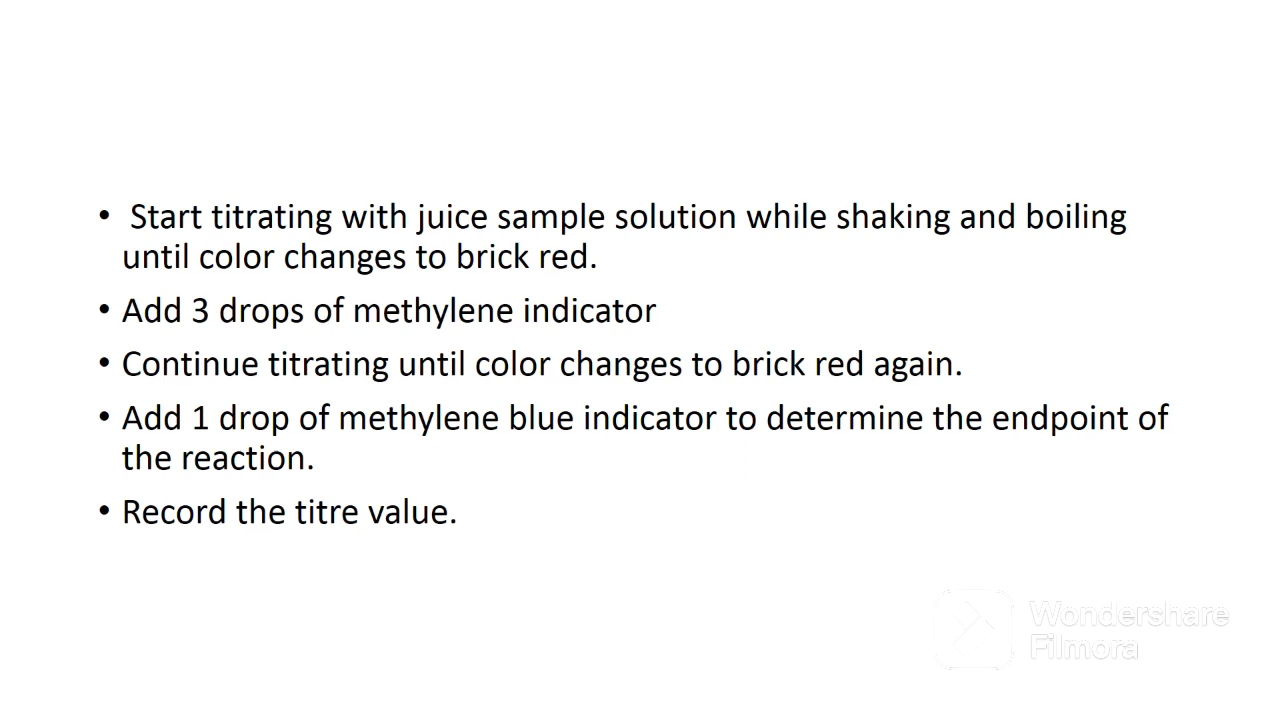 • Start titrating with juice sample solution while shaking and boiling
until color changes to brick red.
• Add 3 drops of methylene indicator
• Continue titrating until color changes to brick red again.
• Add 1 drop of methylene blue indicator to determine the endpoint of
the reaction.
• Record the titre value.
Wondershare
Filmora